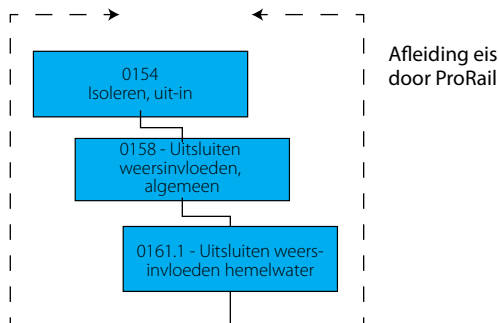 Afleiding eis
door ProRail
0154
Isoleren, uit-in
0158 - Uitsluiten
weersinvloeden,
algemeen
0161.1 - Uitsluiten weers-
invloeden hemelwater